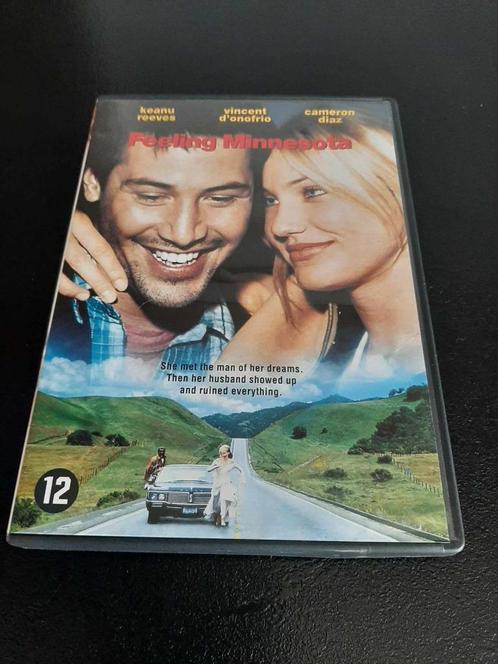 keanu reeves vincent d'onofrio cameron diaz
Feeling Minnesota
She met the man of her dreams.
Then her husband showed up
and ruined everything.
12